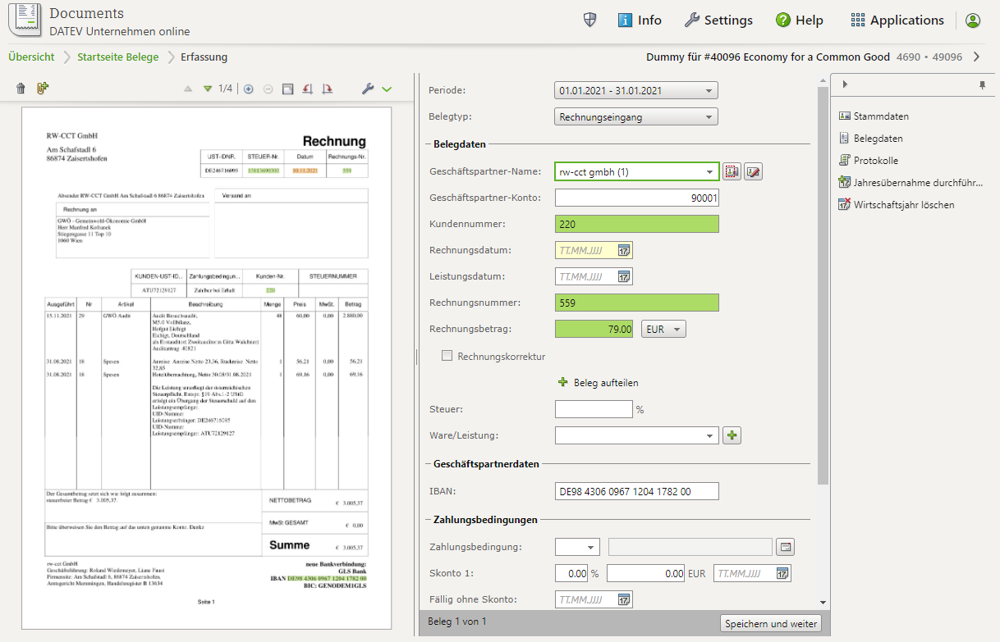 Documents
DATEV Unternehmen online
Info
Settings
Help
Applications
Übersicht
Startseite Belege
Erfassung
Dummy für #40096 Economy for a Common Good 4690 • 49096
1/4
RW-CCT GmbH
Am Schafstadl 6
86874 Zaisertshofen
Rechnung
UST-IDNR. STEUER-Nr. Datum Rechnungs-Nr.
DE246716095 10.11.2021 559
Absender RW-CCT GmbH Am Schafstadl 6 86874 Zaisertshofen
Versand an
Rechnung an
GWÖ - Gemeinwohl-Ökonomie GmbH
Herr Manfred Kofranek
Stiegengasse 11 Top 10
1060 Wien
KUNDEN-UST-ID... Zahlungsbedingun... Kunden-Nr. STEUERNUMMER
ATU72129127 Zahlbar bei Erhalt 220
Ausgeführt Nr Artikel Beschreibung Menge Preis MwSt. Betrag
15.11.2021 29 GWÖ Audit Audit Besuchsaudit, 48 60,00 0,00 2.880,00
M5.0 Vollbilanz,
Hofgut Eichigt
Eichigt, Deutschland
als Erstauditor: Zweitauditorin Gitta Walchner
Auditantrag: 40821
31.08.2021 18 Spesen Anreise Anreise Netto 23,36, Rückreise Netto 1 56,21 0,00 56,21
32,85
31.08.2021 18 Spesen Hotelübernachtung, Netto 30.08/31.08.2021 1 69,16 0,00 69,16
Die Leistung unterliegt der österreichischen
Steuerpflicht. Entspr. §19 Abs.1-2 UStG
erfolgt ein Übergang der Steuerschuld auf den
Leistungsempfänger.
UID-Nummer
Leistungserbringer: DE246716095
UID-Nummer
Leistungsempfänger: ATU72129127
Der Gesamtbetrag setzt sich wie folgt zusammen:
steuerfreier Betrag € 3.005,37.
NETTOBETRAG € 3.005,37
Bitte überweisen Sie den Betrag auf das unten genannte Konto. Danke
MwSt GESAMT € 0,00
Summe € 3.005,37
rw-cct GmbH
Geschäftsführung: Roland Wiedemeyer, Liane Faust
Firmensitz: Am Schafstadl 6, 86874 Zaisertshofen,
Amtsgericht Memmingen, Handelsregister B 13634
neue Bankverbindung:
GLS Bank
IBAN DE98 4306 0967 1204 1782 00
BIC: GENODEM1GLS
Seite 1
Periode: 01.01.2021 - 31.01.2021
Belegtyp: Rechnungseingang
Belegdaten
Geschäftspartner-Name: rw-cct gmbh (1)
Geschäftspartner-Konto: 90001
Kundennummer: 220
Rechnungsdatum: TT.MM.JJJJ
Leistungsdatum: TT.MM.JJJJ
Rechnungsnummer: 559
Rechnungsbetrag: 79.00 EUR
Rechnungskorrektur
Beleg aufteilen
Steuer: %
Ware/Leistung:
Geschäftspartnerdaten
IBAN: DE98 4306 0967 1204 1782 00
Zahlungsbedingungen
Zahlungsbedingung:
Skonto 1: 0.00 % 0.00 EUR TT.MM.JJJJ
Fällig ohne Skonto: TT.MM.JJJJ
Beleg 1 von 1
Speichern und weiter
Stammdaten
Belegdaten
Protokolle
Jahresübernahme durchführ...
Wirtschaftsjahr löschen